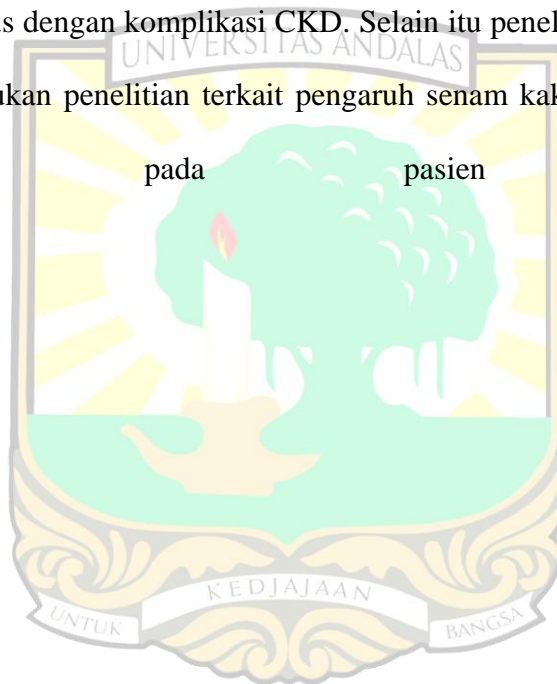 s dengan komplikasi CKD. Selain itu penel
UNIVERSITAS ANDALAS
ukan penelitian terkait pengaruh senam kak
pada pasien
KEDJAJAAN
UNTUK BANGSA